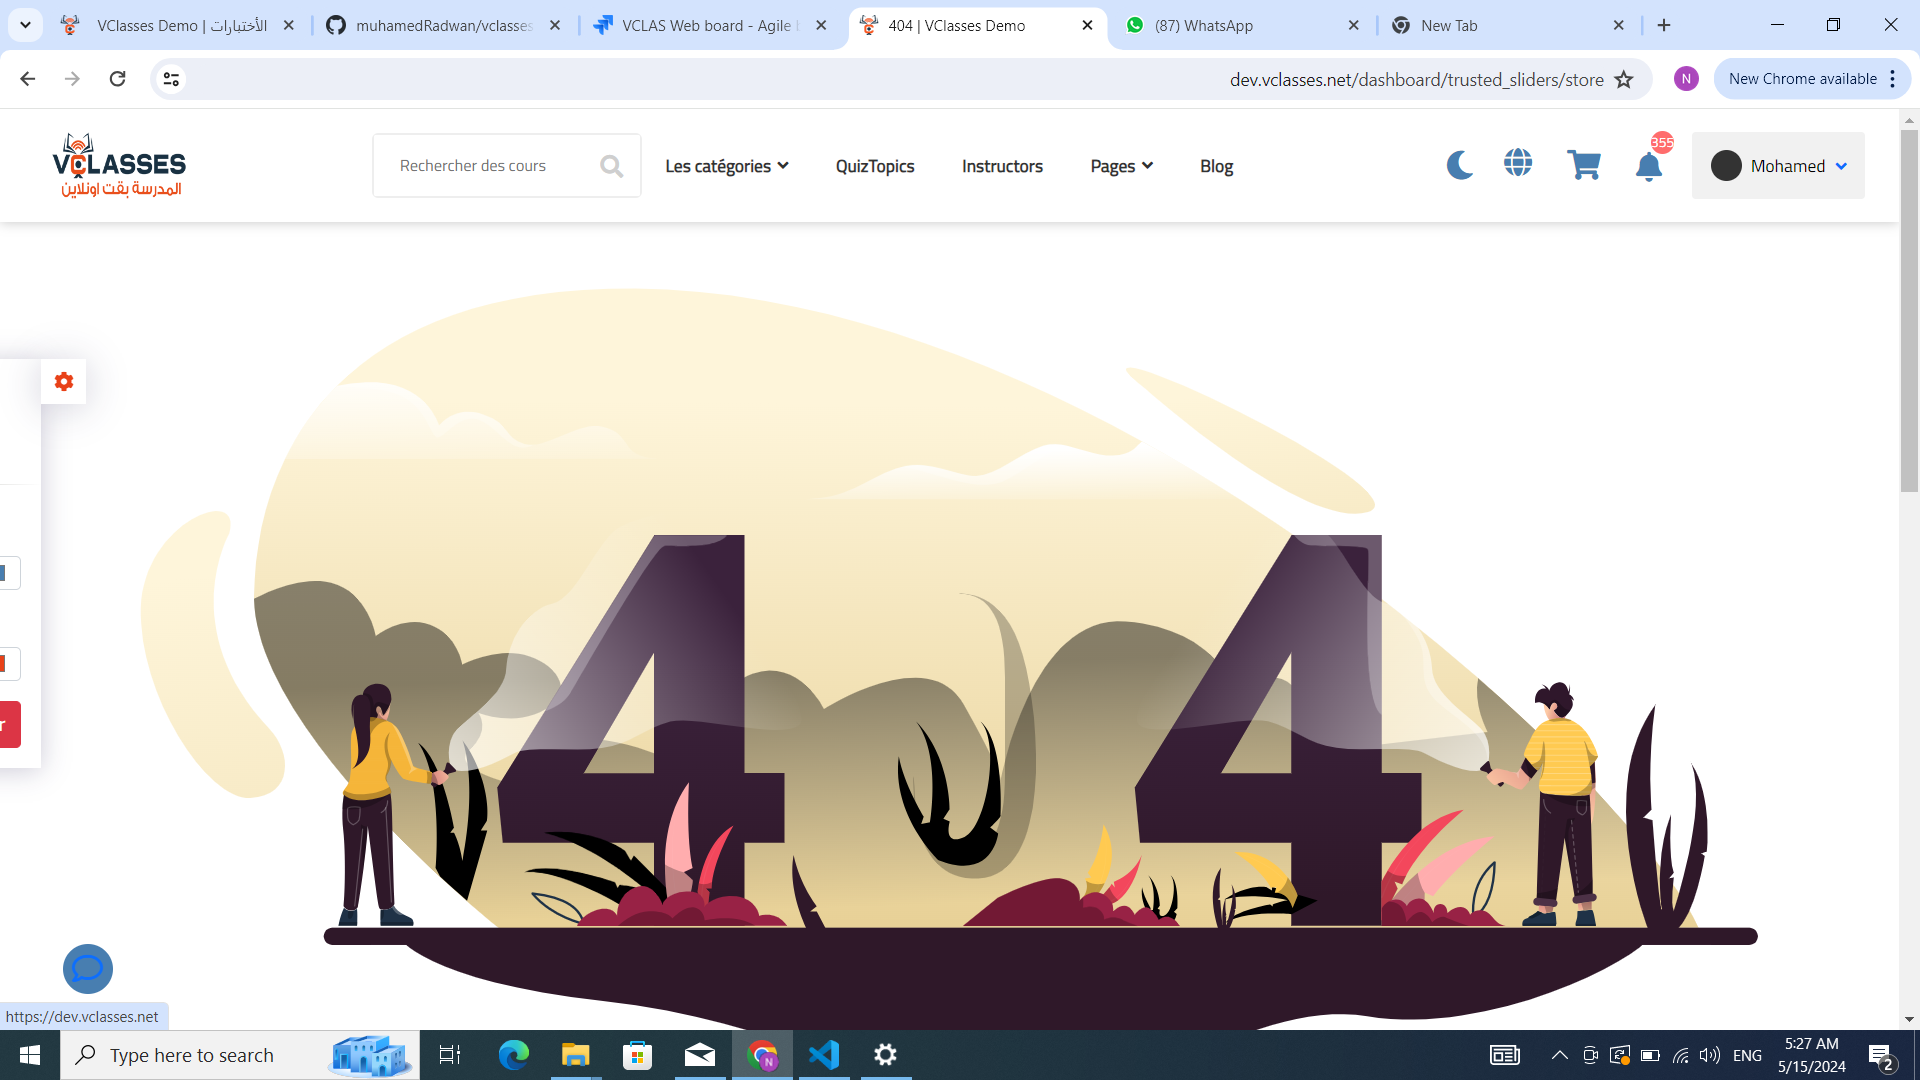 VClasses Demo | الأختبارات
muhamedRadwan/vclasses
VCLAS Web board - Agile b
404 | VClasses Demo
(87) WhatsApp
New Tab
dev.vclasses.net/dashboard/trusted_sliders/store
N
New Chrome available
VCLASSES
المدرسة بقت اونلاين
Rechercher des cours
Les catégories
QuizTopics
Instructors
Pages
Blog
355
Mohamed
4 4
r
https://dev.vclasses.net
Type here to search
N
ENG
5:27 AM
5/15/2024
2